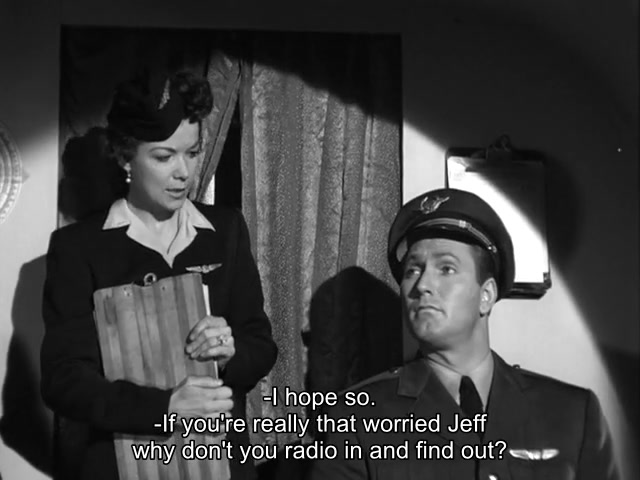 -I hope so.
-If you're really that worried Jeff
why don't you radio in and find out?